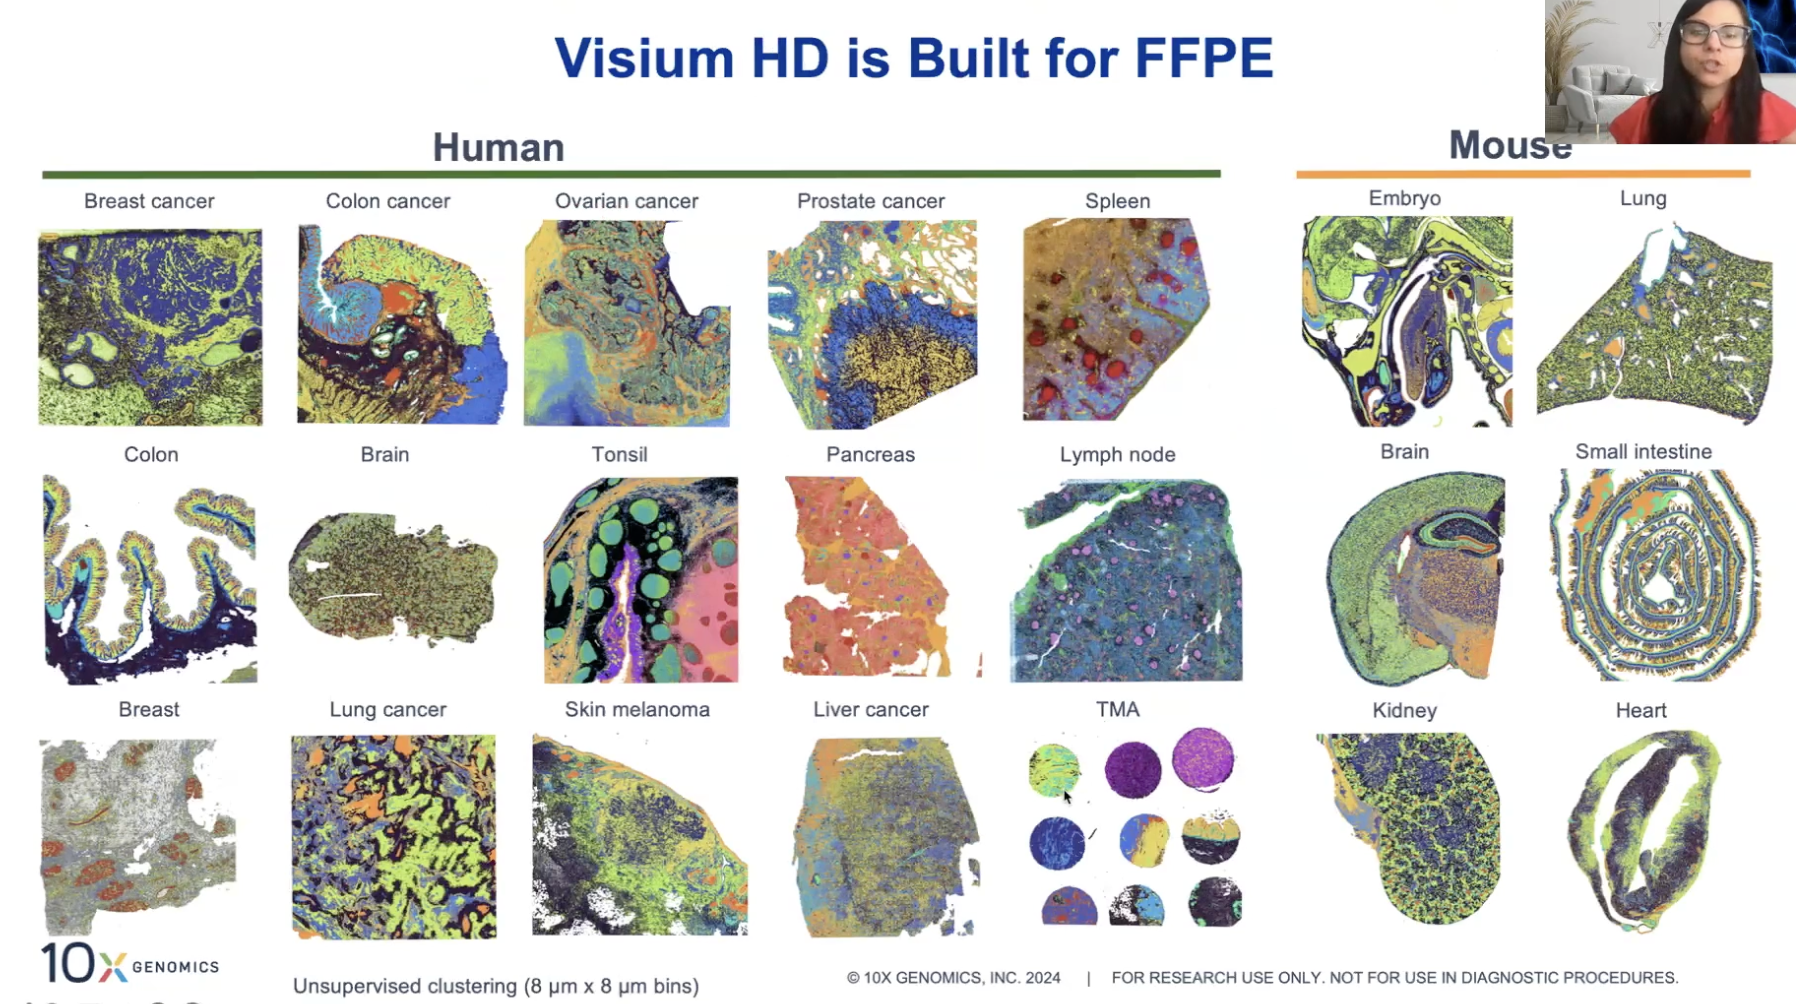 Visium HD is Built for FFPE
Human
Mouse
Breast cancer
Colon cancer
Ovarian cancer
Prostate cancer
Spleen
Embryo
Lung
Colon
Brain
Tonsil
Pancreas
Lymph node
Brain
Small intestine
Breast
Lung cancer
Skin melanoma
Liver cancer
TMA
Kidney
Heart
10X GENOMICS
Unsupervised clustering (8 µm x 8 µm bins)
© 10X GENOMICS, INC. 2024 | FOR RESEARCH USE ONLY. NOT FOR USE IN DIAGNOSTIC PROCEDURES.